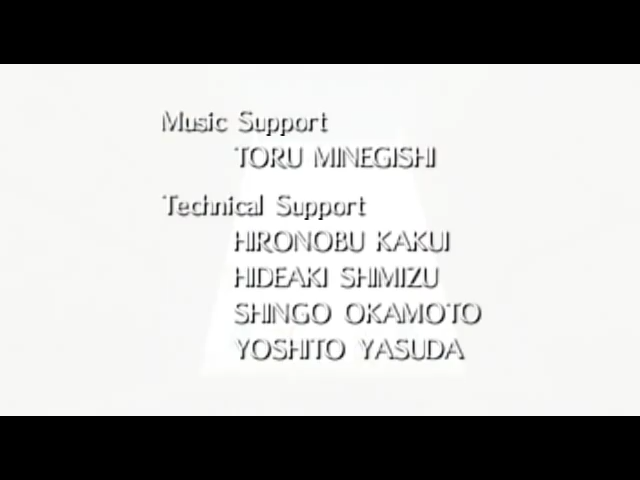 Music Support
TORU MINEGISHI
Technical Support
HIRONOBU KAKUI
HIDEAKI SHIMIZU
SHINGO OKAMOTO
YOSHITO YASUDA